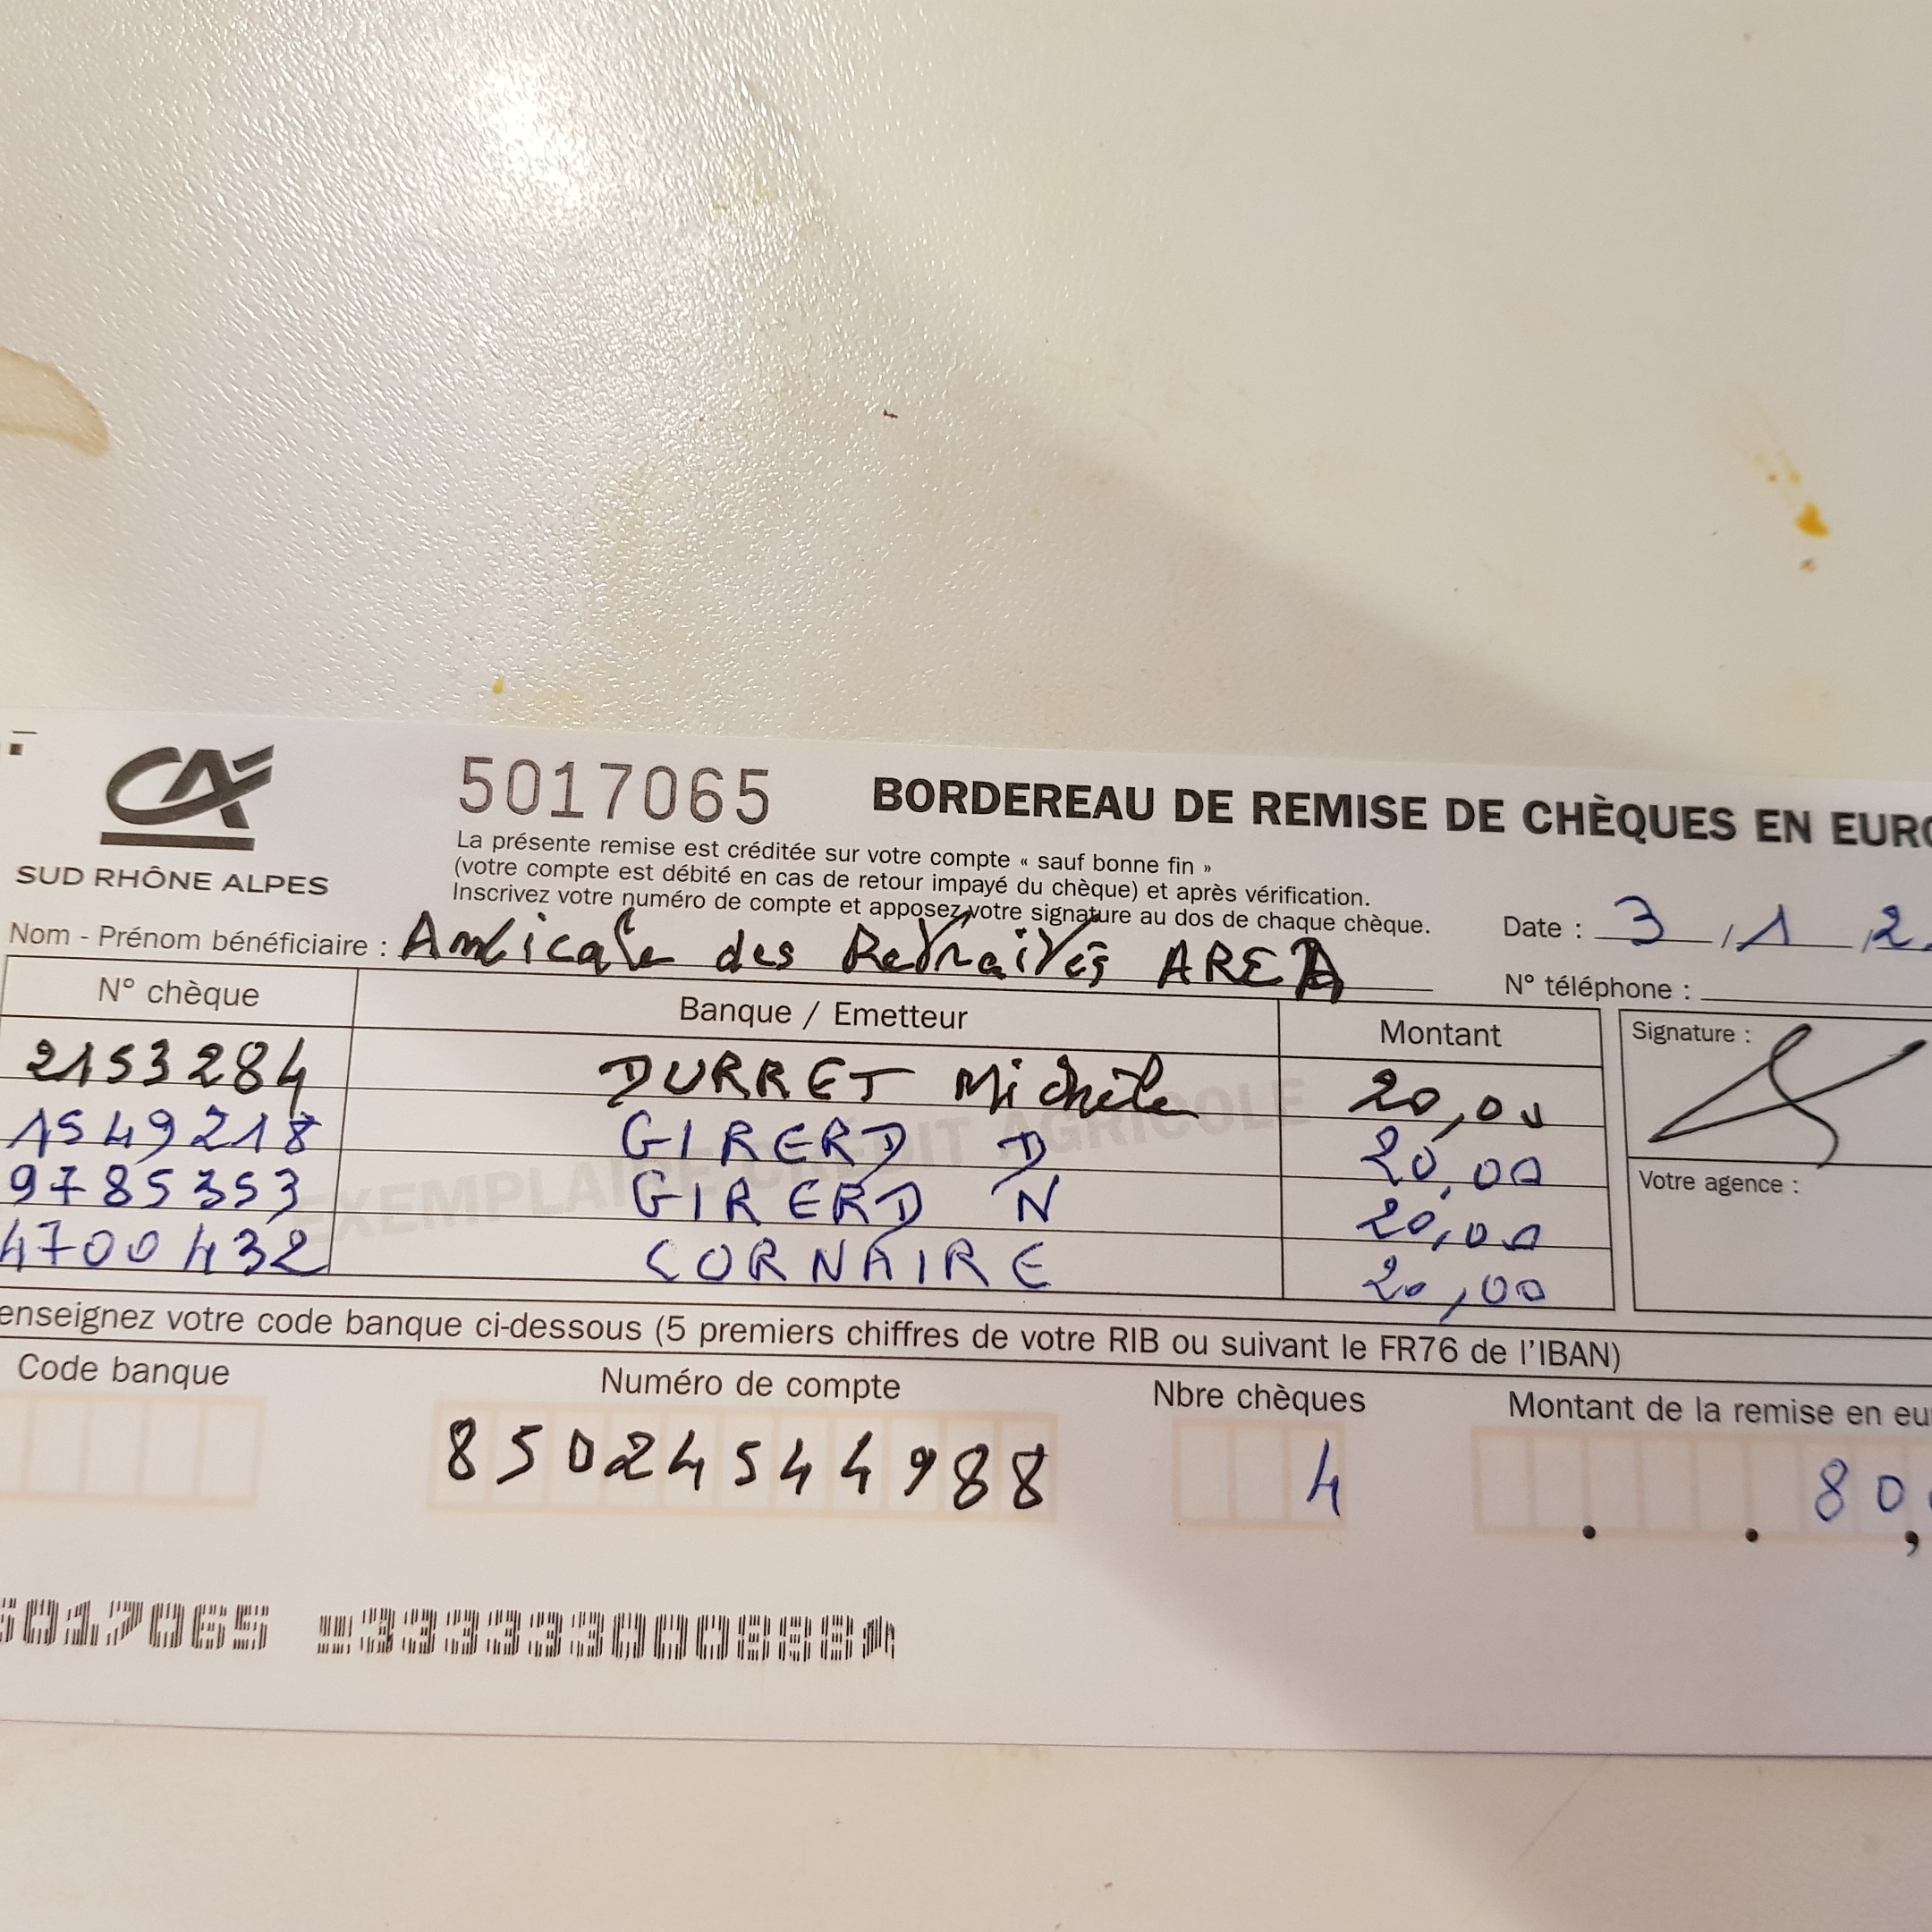 CA
5017065
BORDEREAU DE REMISE DE CHÈQUES EN EURO
SUD RHÔNE ALPES
La présente remise est créditée sur votre compte « sauf bonne fin »
(votre compte est débité en cas de retour impayé du chèque) et après vérification.
Inscrivez votre numéro de compte et apposez votre signature au dos de chaque chèque.
Nom - Prénom bénéficiaire : Amicale des Retraités AREA
Date : 3 / 1 / 2
N° téléphone :
N° chèque Banque / Emetteur Montant
Signature :
2153284 DURRET Michèle 20,00
1549218 GIRERD D 20,00
9785353 GIRERD N 20,00
4700432 CORNAIRE 20,00
Votre agence :
EXEMPLAIRE CRÉDIT AGRICOLE
enseignez votre code banque ci-dessous (5 premiers chiffres de votre RIB ou suivant le FR76 de l'IBAN)
Code banque Numéro de compte Nbre chèques Montant de la remise en eu
85024544988 4 80,
5017065 333333000888